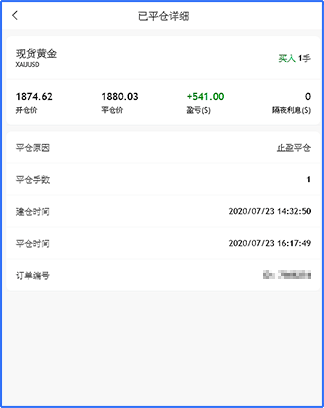 已平仓详细
现货黄金
XAUUSD
买入 1手
1874.62 1880.03 +541.00 0
开仓价 平仓价 盈亏($) 隔夜利息($)
平仓原因 止盈平仓
平仓手数 1
建仓时间 2020/07/23 14:32:50
平仓时间 2020/07/23 16:17:49
订单编号